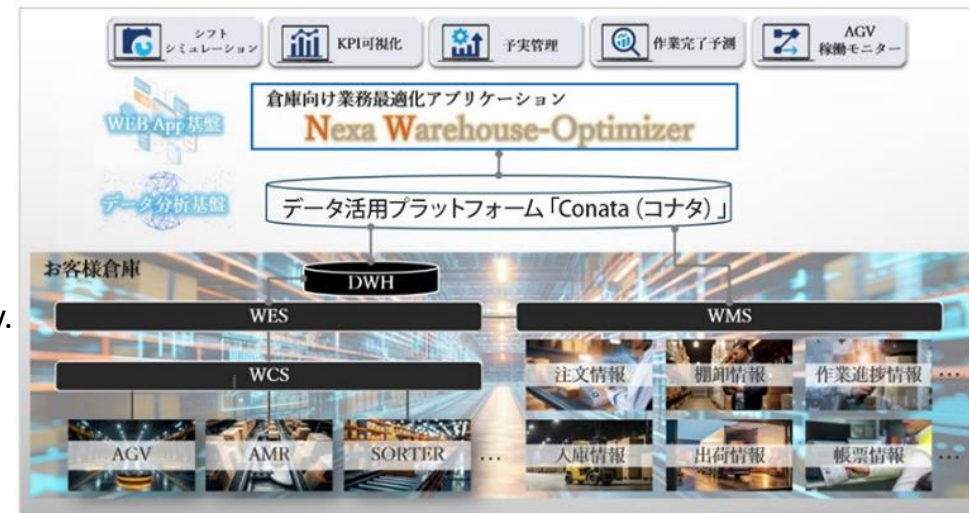 シフト
シミュレーション
KPI可視化
予実管理
作業完了予測
AGV
稼働モニター
WEB App基盤
倉庫向け業務最適化アプリケーション
Nexa Warehouse-Optimizer
データ分析基盤
データ活用プラットフォーム「Conata（コナタ）」
お客様倉庫
DWH
WES
WMS
WCS
注文情報
棚卸情報
作業進捗情報
…
AGV
AMR
SORTER
…
入庫情報
出荷情報
帳票情報
…